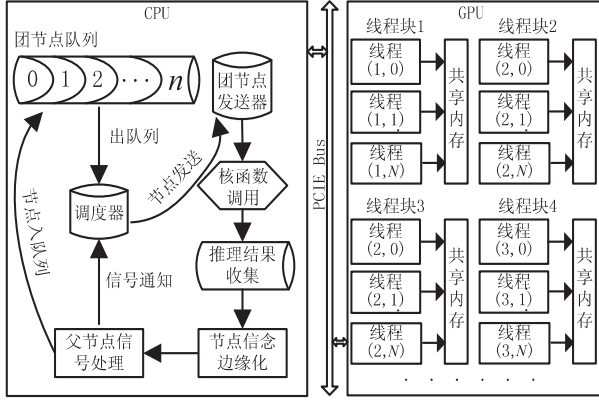 CPU
团节点队列
0 1 2 ··· n
出队列
团节点
发送器
节点发送
核函数
调用
调度器
节点入队列
信号通知
推理结果
收集
父节点信
号处理
节点信念
边缘化
PCIE Bus
GPU
线程块1
线程
(1,0)
线程
(1,1)
线程
(1,N)
共享内存
线程块2
线程
(2,0)
线程
(2,1)
线程
(2,N)
共享内存
线程块3
线程
(2,0)
线程
(2,1)
线程
(2,N)
共享内存
线程块4
线程
(3,0)
线程
(3,1)
线程
(3,N)
共享内存
· · · · · ·